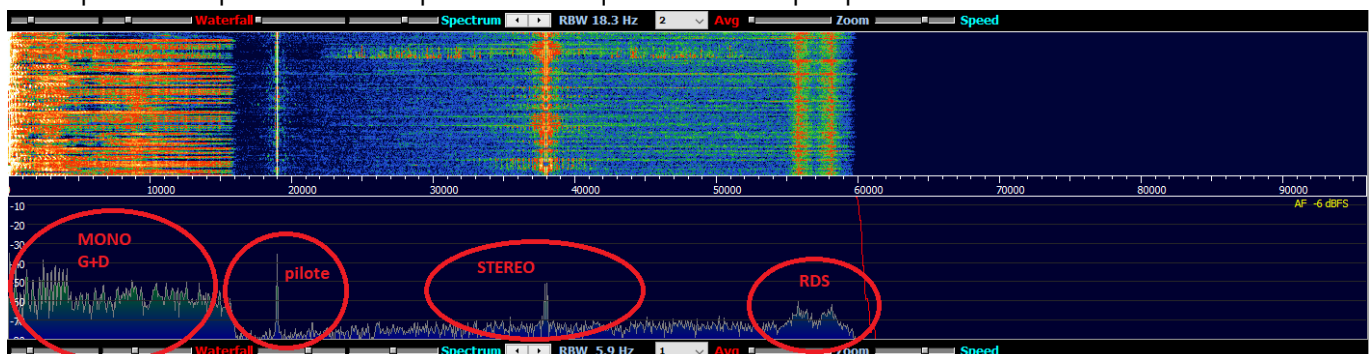 Waterfall Spectrum RBW 18.3 Hz 2 Avg Zoom Speed
10000 20000 30000 40000 50000 60000 70000 80000 90000
AF -6 dBFS
-10
-20
-30
MONO
G+D
pilote
STEREO
RDS
-40
-50
-60
-70
Waterfall Spectrum RBW 5.9 Hz 1 Avg Zoom Speed